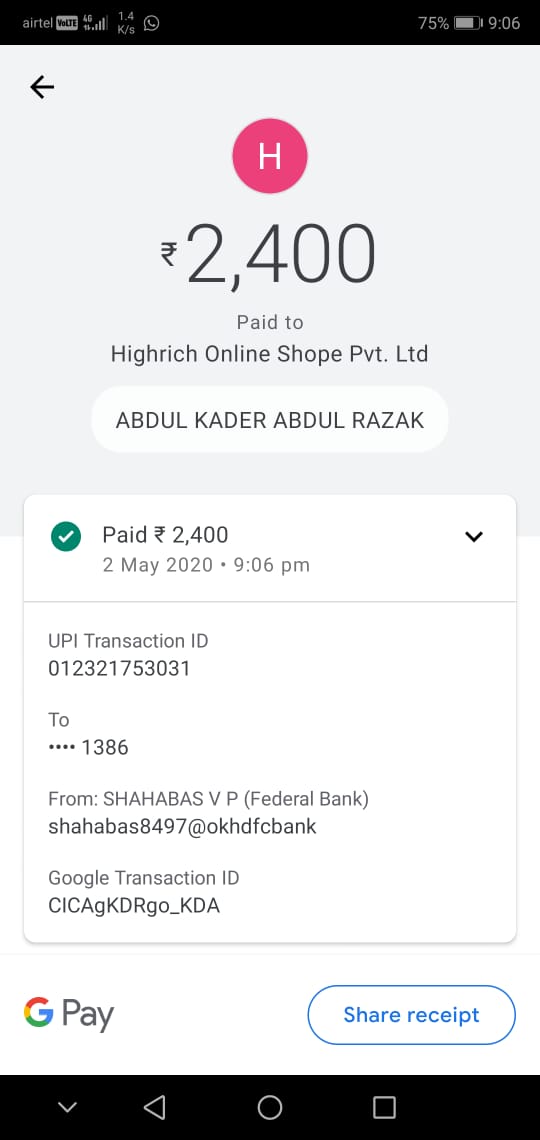 airtel VoLTE 4G 1.4 K/s 75% 9:06
H
₹2,400
Paid to
Highrich Online Shope Pvt. Ltd
ABDUL KADER ABDUL RAZAK
Paid ₹ 2,400
2 May 2020 • 9:06 pm
UPI Transaction ID
012321753031
To
•••• 1386
From: SHAHABAS V P (Federal Bank)
shahabas8497@okhdfcbank
Google Transaction ID
CICAgKDRgo_KDA
G Pay
Share receipt